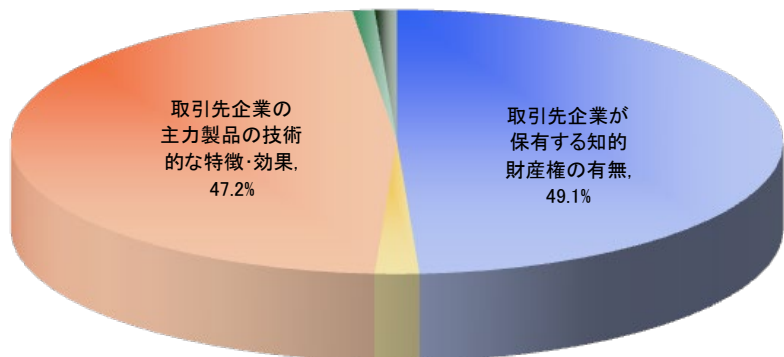 取引先企業の
主力製品の技術
的な特徴・効果,
47.2%
取引先企業が
保有する知的
財産権の有無,
49.1%